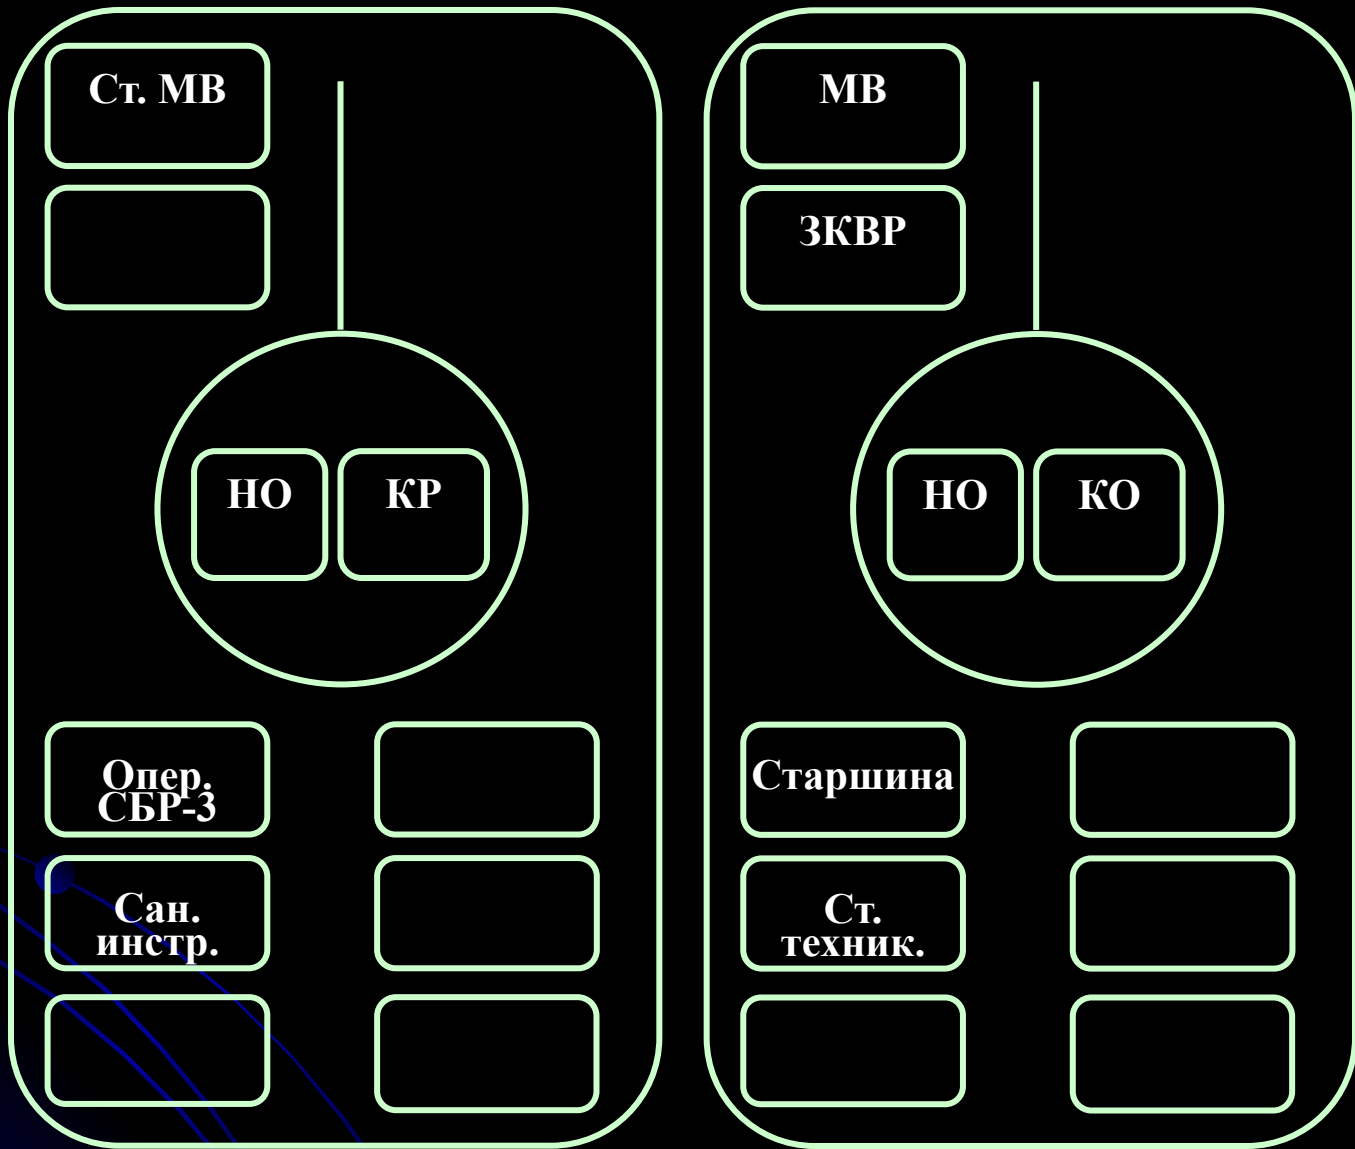 Ст. МВ
НО
КР
Опер.
СБР-3
Сан.
инстр.
МВ
ЗКВР
НО
КО
Старшина
Ст.
техник.